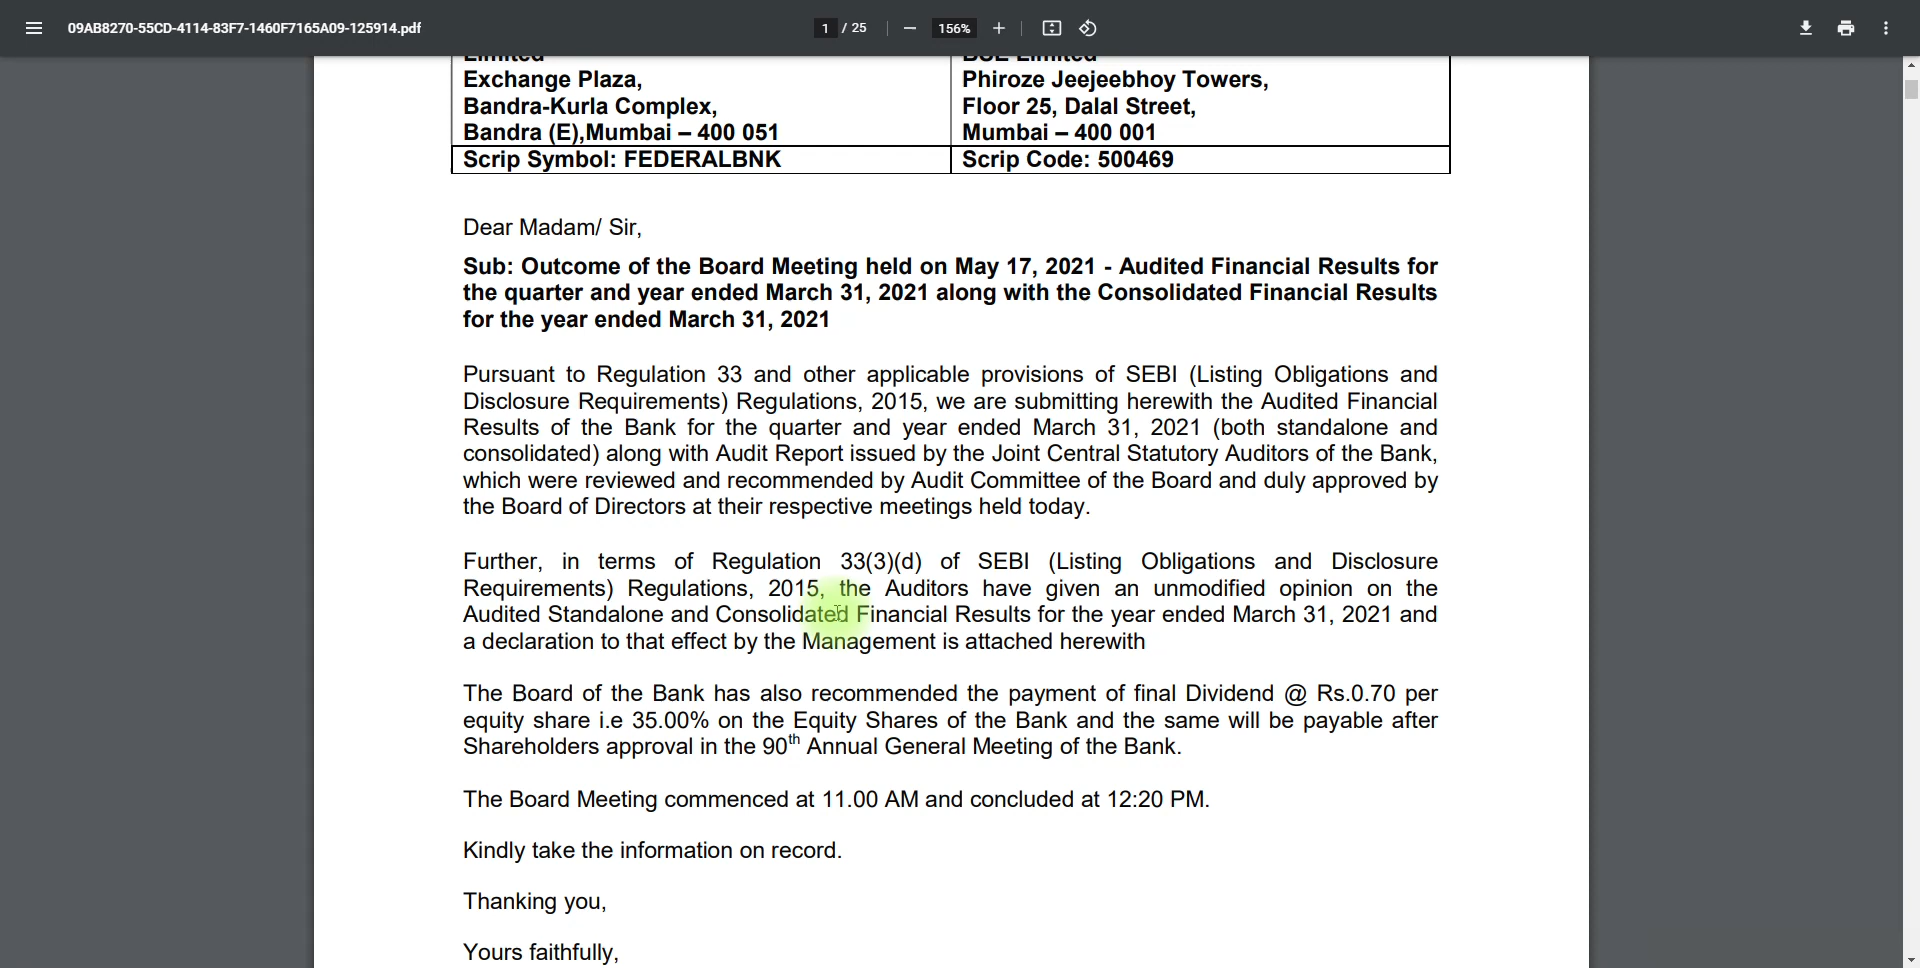 09AB8270-55CD-4114-83F7-1460F7165A09-125914.pdf
1 / 25
156%
Limited
BSE Limited
Exchange Plaza,
Phiroze Jeejeebhoy Towers,
Bandra-Kurla Complex,
Floor 25, Dalal Street,
Bandra (E),Mumbai – 400 051
Mumbai – 400 001
Scrip Symbol: FEDERALBNK
Scrip Code: 500469
Dear Madam/ Sir,
Sub: Outcome of the Board Meeting held on May 17, 2021 - Audited Financial Results for
the quarter and year ended March 31, 2021 along with the Consolidated Financial Results
for the year ended March 31, 2021
Pursuant to Regulation 33 and other applicable provisions of SEBI (Listing Obligations and
Disclosure Requirements) Regulations, 2015, we are submitting herewith the Audited Financial
Results of the Bank for the quarter and year ended March 31, 2021 (both standalone and
consolidated) along with Audit Report issued by the Joint Central Statutory Auditors of the Bank,
which were reviewed and recommended by Audit Committee of the Board and duly approved by
the Board of Directors at their respective meetings held today.
Further, in terms of Regulation 33(3)(d) of SEBI (Listing Obligations and Disclosure
Requirements) Regulations, 2015, the Auditors have given an unmodified opinion on the
Audited Standalone and Consolidated Financial Results for the year ended March 31, 2021 and
a declaration to that effect by the Management is attached herewith
The Board of the Bank has also recommended the payment of final Dividend @ Rs.0.70 per
equity share i.e 35.00% on the Equity Shares of the Bank and the same will be payable after
Shareholders approval in the 90th Annual General Meeting of the Bank.
The Board Meeting commenced at 11.00 AM and concluded at 12:20 PM.
Kindly take the information on record.
Thanking you,
Yours faithfully,